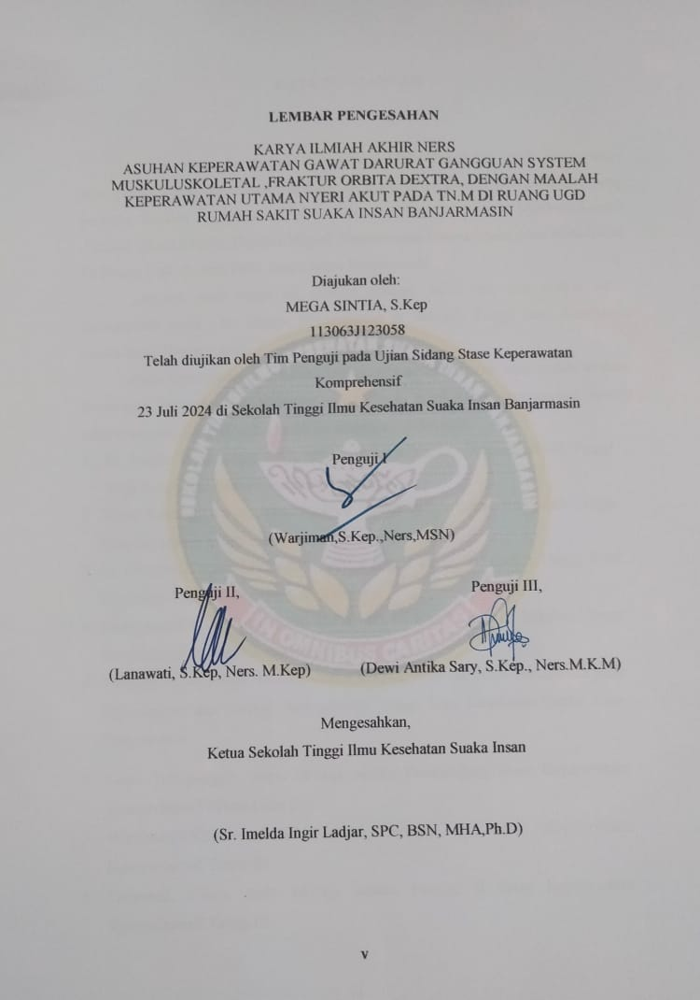 LEMBAR PENGESAHAN
KARYA ILMIAH AKHIR NERS
ASUHAN KEPERAWATAN GAWAT DARURAT GANGGUAN SYSTEM
MUSKULUSKOLETAL ,FRAKTUR ORBITA DEXTRA, DENGAN MAALAH
KEPERAWATAN UTAMA NYERI AKUT PADA TN.M DI RUANG UGD
RUMAH SAKIT SUAKA INSAN BANJARMASIN
Diajukan oleh:
MEGA SINTIA, S.Kep
113063J123058
Telah diujikan oleh Tim Penguji pada Ujian Sidang Stase Keperawatan
Komprehensif
23 Juli 2024 di Sekolah Tinggi Ilmu Kesehatan Suaka Insan Banjarmasin
Penguji I
(Warjiman,S.Kep.,Ners,MSN)
Penguji II,
Penguji III,
(Lanawati, S.Kep, Ners. M.Kep)
(Dewi Antika Sary, S.Kep., Ners.M.K.M)
IN OMNIBUS CARITAS
Mengesahkan,
Ketua Sekolah Tinggi Ilmu Kesehatan Suaka Insan
(Sr. Imelda Ingir Ladjar, SPC, BSN, MHA,Ph.D)
v